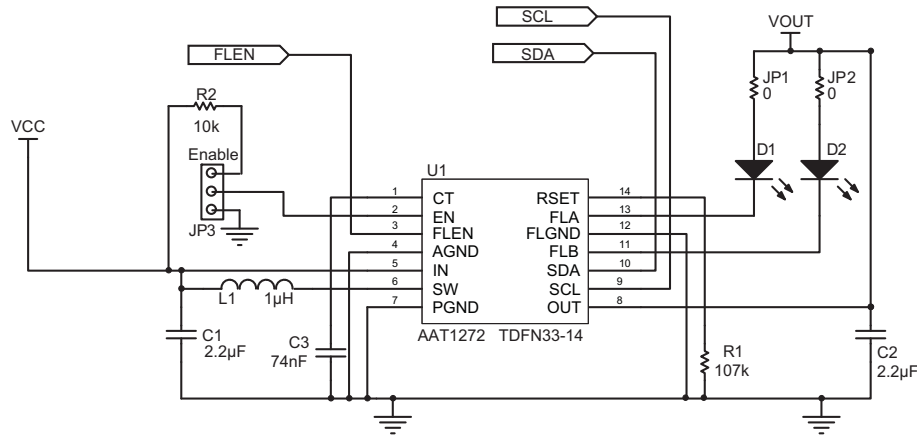 SCL
VOUT
FLEN
SDA
JP1
0
JP2
0
R2
10k
VCC
Enable
JP3
D1
D2
U1
1 CT RSET 14
2 EN FLA 13
3 FLEN FLGND 12
4 AGND FLB 11
5 IN SDA 10
6 SW SCL 9
7 PGND OUT 8
L1 1µH
AAT1272 TDFN33-14
C1
2.2µF
C3
74nF
R1
107k
C2
2.2µF